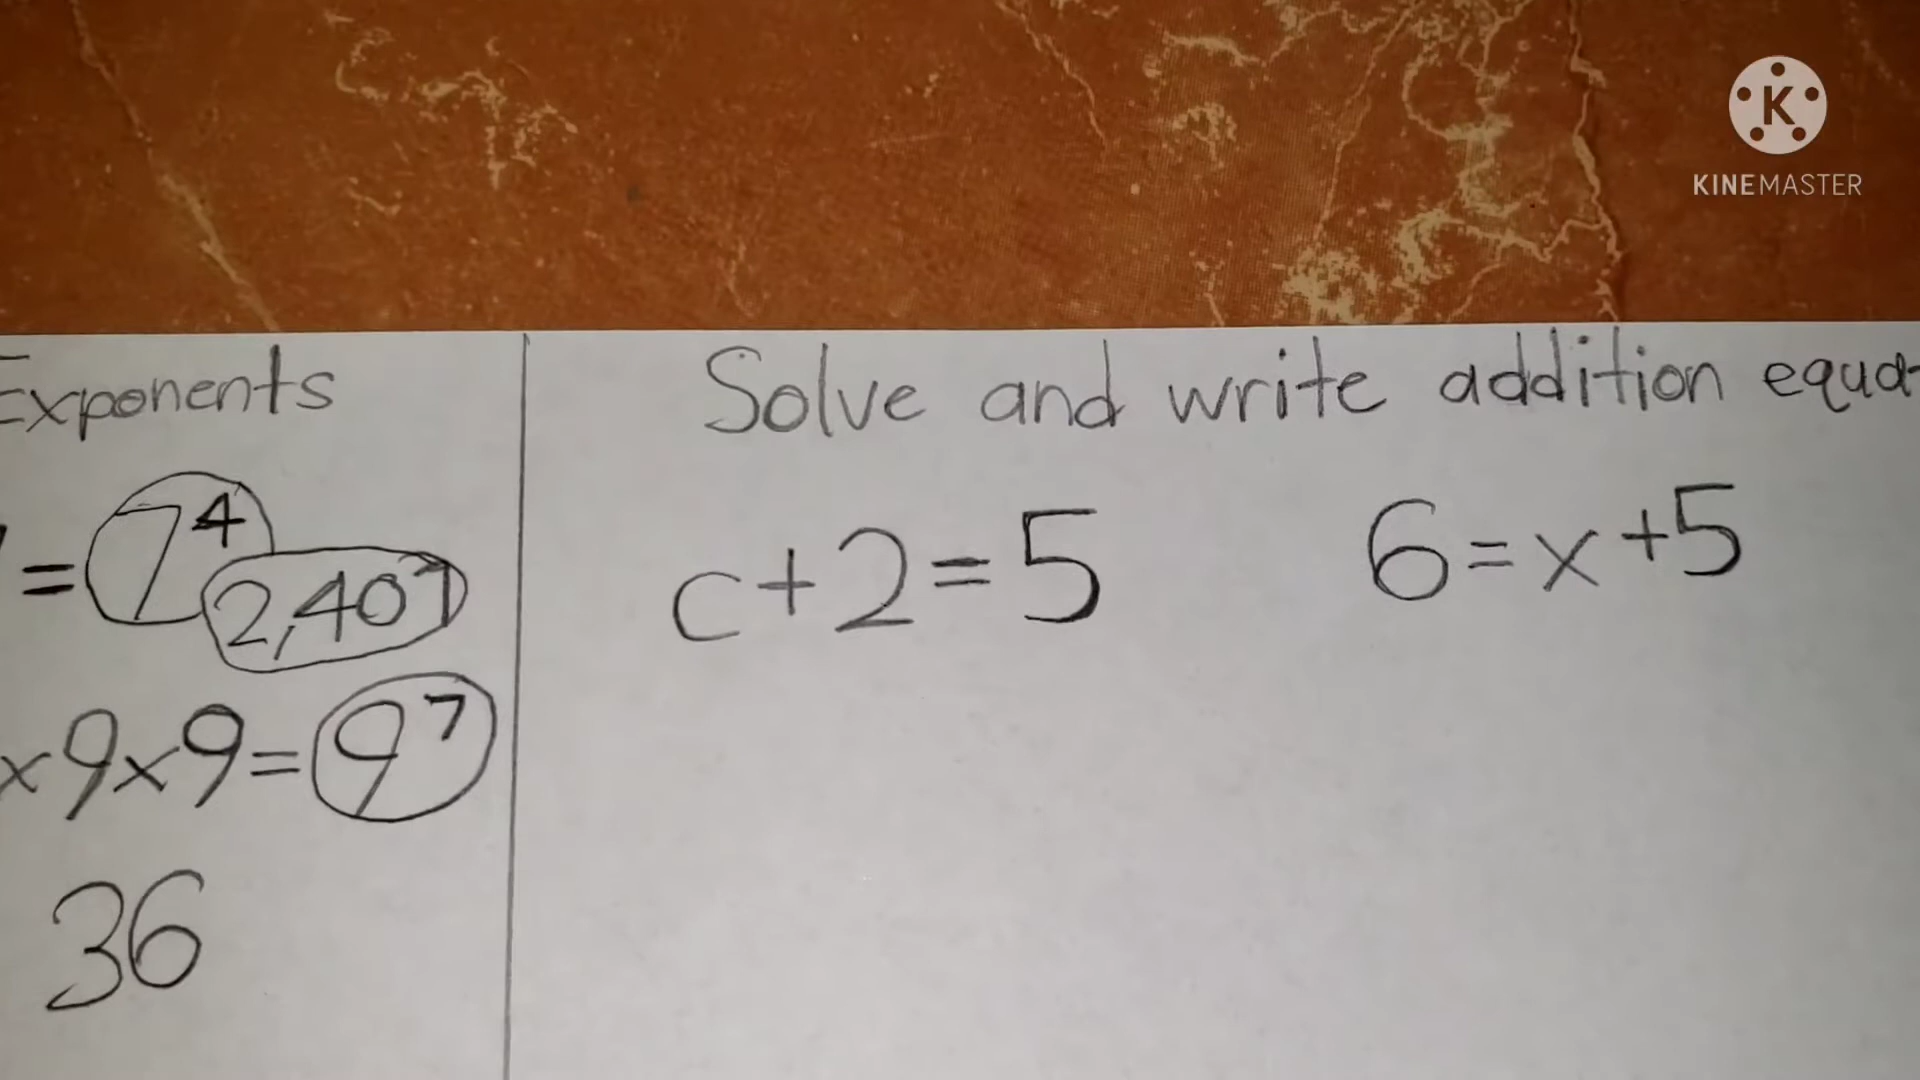 KINEMASTER
Exponents
= 7⁴
2,401
x9x9=9⁷
36
Solve and write addition equa
c+2=5
6=x+5